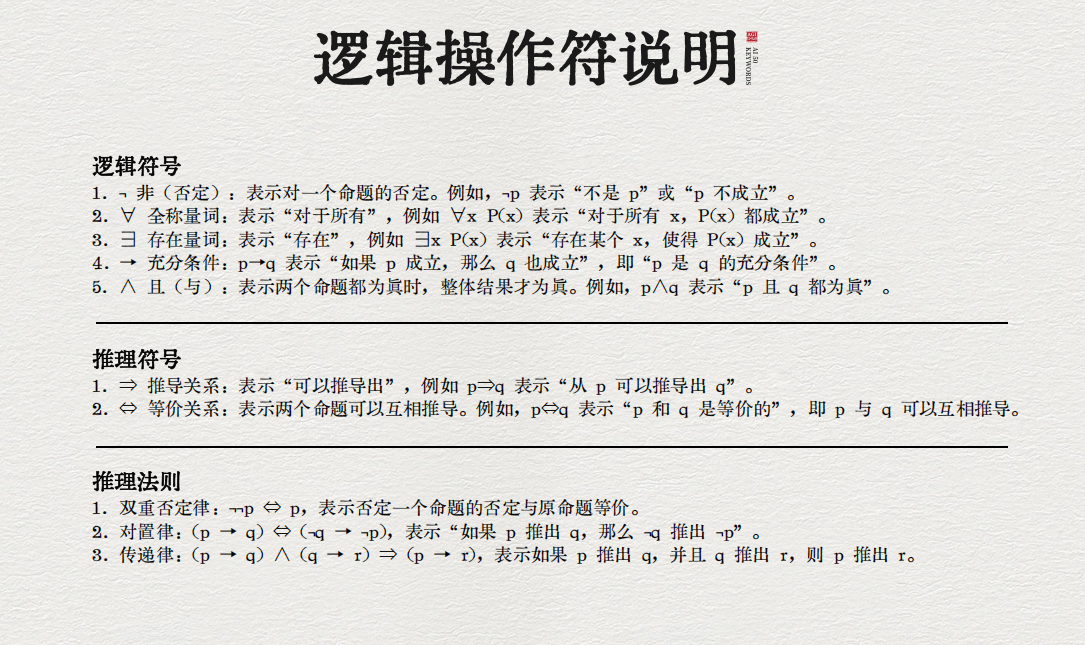 逻辑操作符说明
AI 50
KEYWORDS
逻辑符号
1. ¬ 非（否定）: 表示对一个命题的否定。例如, ¬p 表示“不是 p”或“p 不成立”。
2. ∀ 全称量词: 表示“对于所有”, 例如 ∀x P(x) 表示“对于所有 x, P(x) 都成立”。
3. ∃ 存在量词: 表示“存在”, 例如 ∃x P(x) 表示“存在某个 x, 使得 P(x) 成立”。
4. → 充分条件: p→q 表示“如果 p 成立, 那么 q 也成立”, 即“p 是 q 的充分条件”。
5. ∧ 且（与）: 表示两个命题都为眞时, 整体结果才为眞。例如, p∧q 表示“p 且 q 都为眞”。
推理符号
1. ⇒ 推导关系: 表示“可以推导出”, 例如 p⇒q 表示“从 p 可以推导出 q”。
2. ⇔ 等价关系: 表示两个命题可以互相推导。例如, p⇔q 表示“p 和 q 是等价的”, 即 p 与 q 可以互相推导。
推理法则
1. 双重否定律: ¬¬p ⇔ p, 表示否定一个命题的否定与原命题等价。
2. 对置律: (p → q) ⇔ (¬q → ¬p), 表示“如果 p 推出 q, 那么 ¬q 推出 ¬p”。
3. 传递律: (p → q) ∧ (q → r) ⇒ (p → r), 表示如果 p 推出 q, 并且 q 推出 r, 则 p 推出 r。